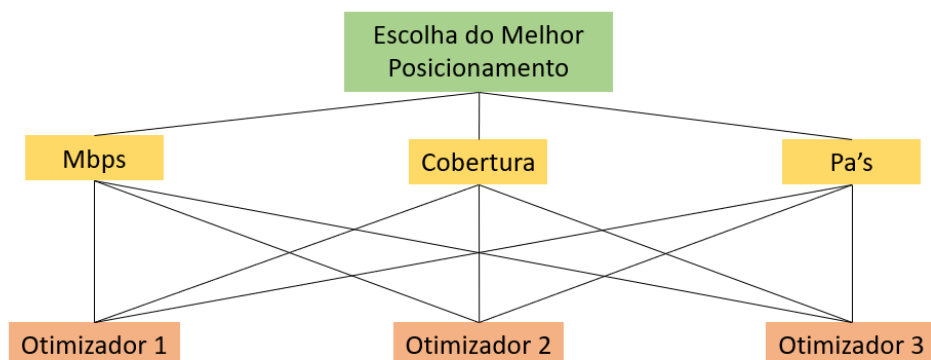 Escolha do Melhor
Posicionamento
Mbps
Cobertura
Pa's
Otimizador 1
Otimizador 2
Otimizador 3